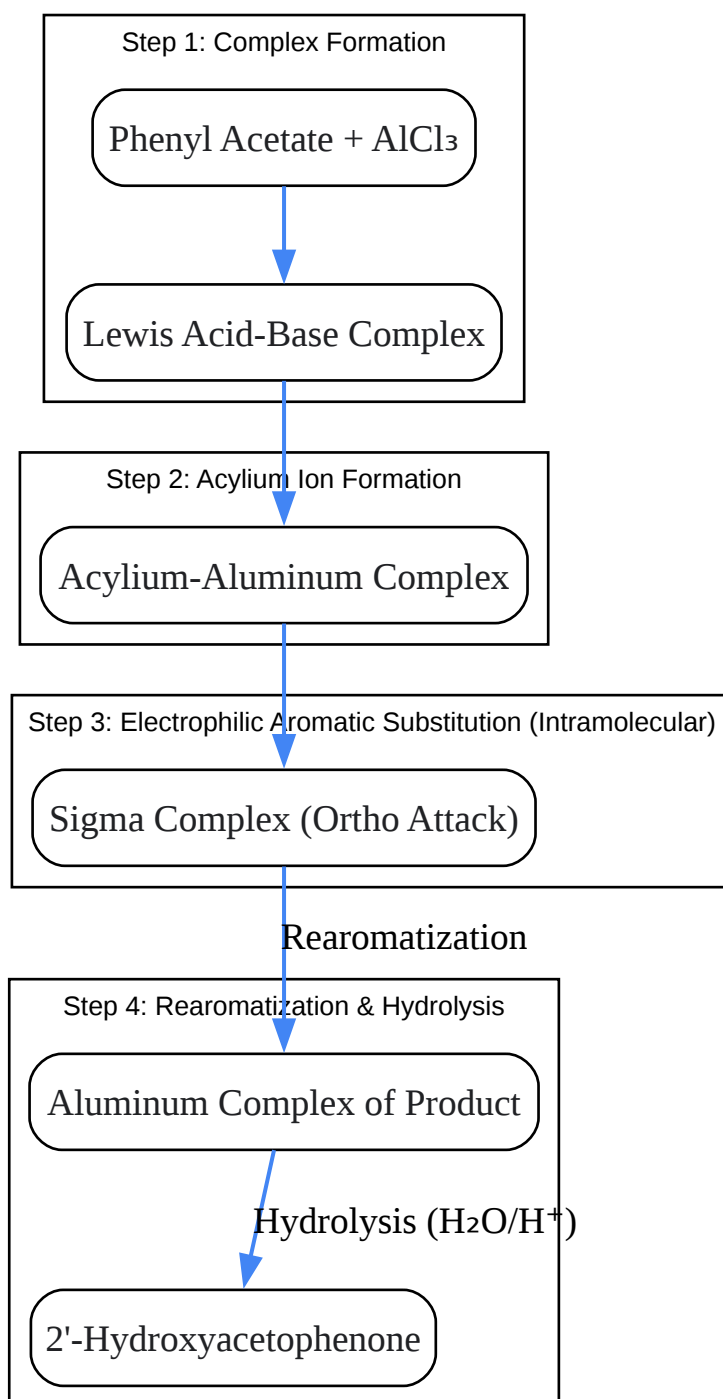 Step 1: Complex Formation
Phenyl Acetate + AlCl₃
Lewis Acid-Base Complex
Step 2: Acylium Ion Formation
Acylium-Aluminum Complex
Step 3: Electrophilic Aromatic Substitution (Intramolecular)
Sigma Complex (Ortho Attack)
Rearomatization
Step 4: Rearomatization & Hydrolysis
Aluminum Complex of Product
Hydrolysis (H₂O/H⁺)
2'-Hydroxyacetophenone